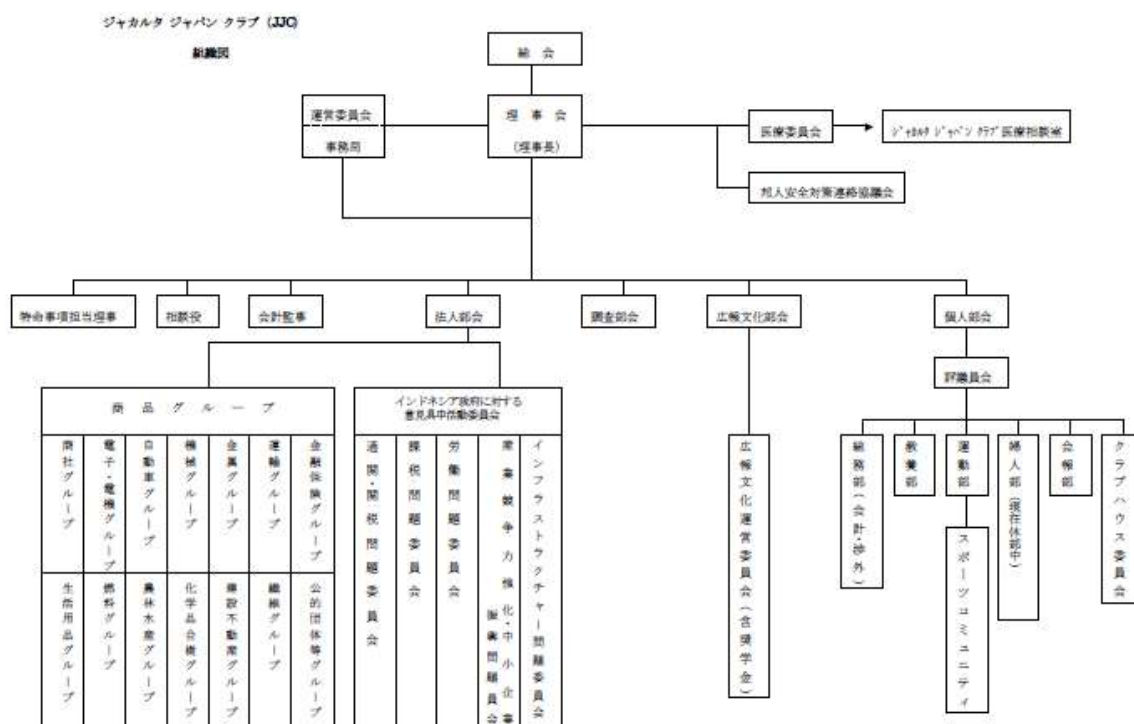 ジャカルタ ジャパン クラブ (JJC)
組織図
総 会
運営委員会
事務局
理 事 会
(理事長)
医療委員会
ジャカルタ ジャパン クラブ医療相談室
邦人安全対策連絡協議会
特命事項担当理事
相談役
会計監事
法人部会
調査部会
広報文化部会
個人部会
評議員会
商 品 グ ル ー プ
商社グループ
電子・電機グループ
自動車グループ
機械グループ
金属グループ
運輸グループ
金融保険グループ
生活用品グループ
燃料グループ
農林水産グループ
化学品合樹グループ
建設不動産グループ
繊維グループ
公的団体等グループ
インドネシア政府に対する
意見具申活動委員会
通関・関税問題委員会
課税問題委員会
労働問題委員会
産業競争力強化・中小企業
振興問題委員会
インフラストラクチャー問題委員会
広報文化運営委員会(含奨学金)
総務部(会計・渉外)
教養部
運動部
スポーツコミュニティ
婦人部(現在休部中)
会報部
クラブハウス委員会